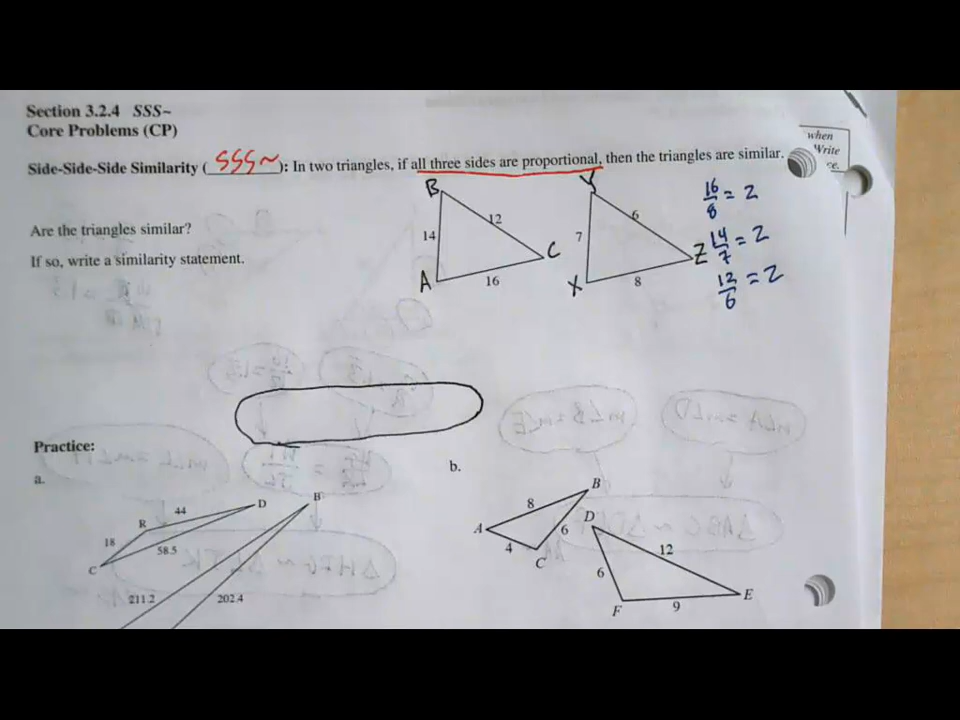 Section 3.2.4 SSS~
Core Problems (CP)
when
Write
Side-Side-Side Similarity (SSS~): In two triangles, if all three sides are proportional, then the triangles are similar.
Are the triangles similar?
If so, write a similarity statement.
B
12
14
C
A
16
Y
6
7
Z
X
8
16/8 = 2
14/7 = 2
12/6 = 2
Practice:
a.
44
D
R
18
58.5
C
B
211.2
202.4
b.
B
8
A
6
4
C
D
12
6
E
F
9